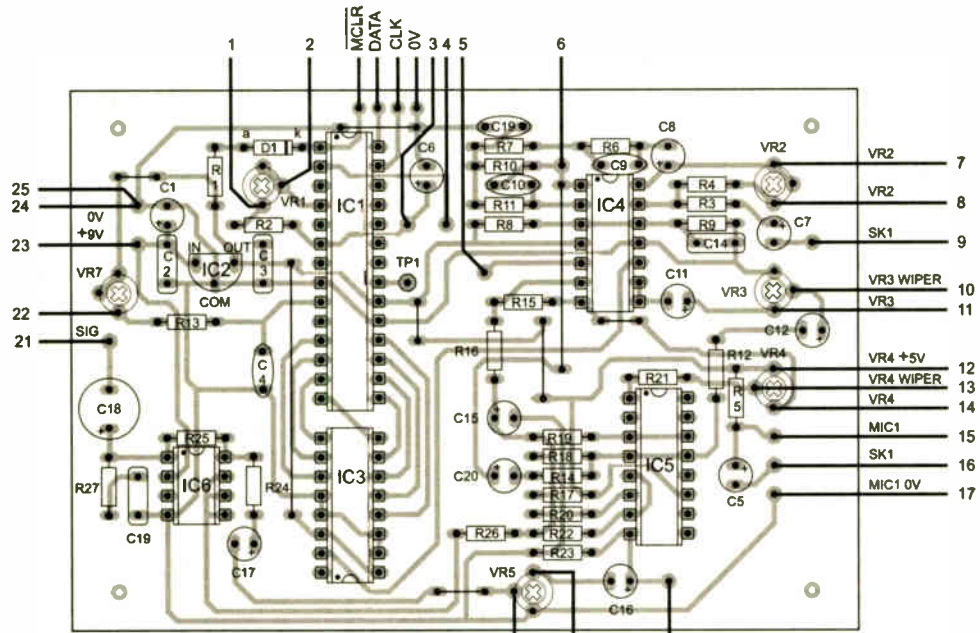 1
2
MCLR
DATA
CLK
0V
3
4
5
6
a
k
D1
C6
C19
R7
R10
C10
R11
R8
R6
C9
C8
VR2
VR2
7
R4
R3
VR2
8
R9
C14
C7
SK1
9
25
24
0V
+9V
23
C1
R1
VR1
R2
IC1
IC4
IN
OUT
C2
IC2
C3
COM
TP1
VR7
22
C11
VR3
VR3 WIPER
10
VR3
11
R13
R15
C12
SIG
21
R16
R12
VR4
VR4 +5V
12
VR4 WIPER
13
VR4
14
C4
R21
R5
C18
C15
MIC1
15
R25
R19
R18
IC5
SK1
16
R27
IC6
R24
IC3
C20
R14
R17
C5
MIC1 0V
17
C19
R20
R26
R22
R23
C17
VR5
C16